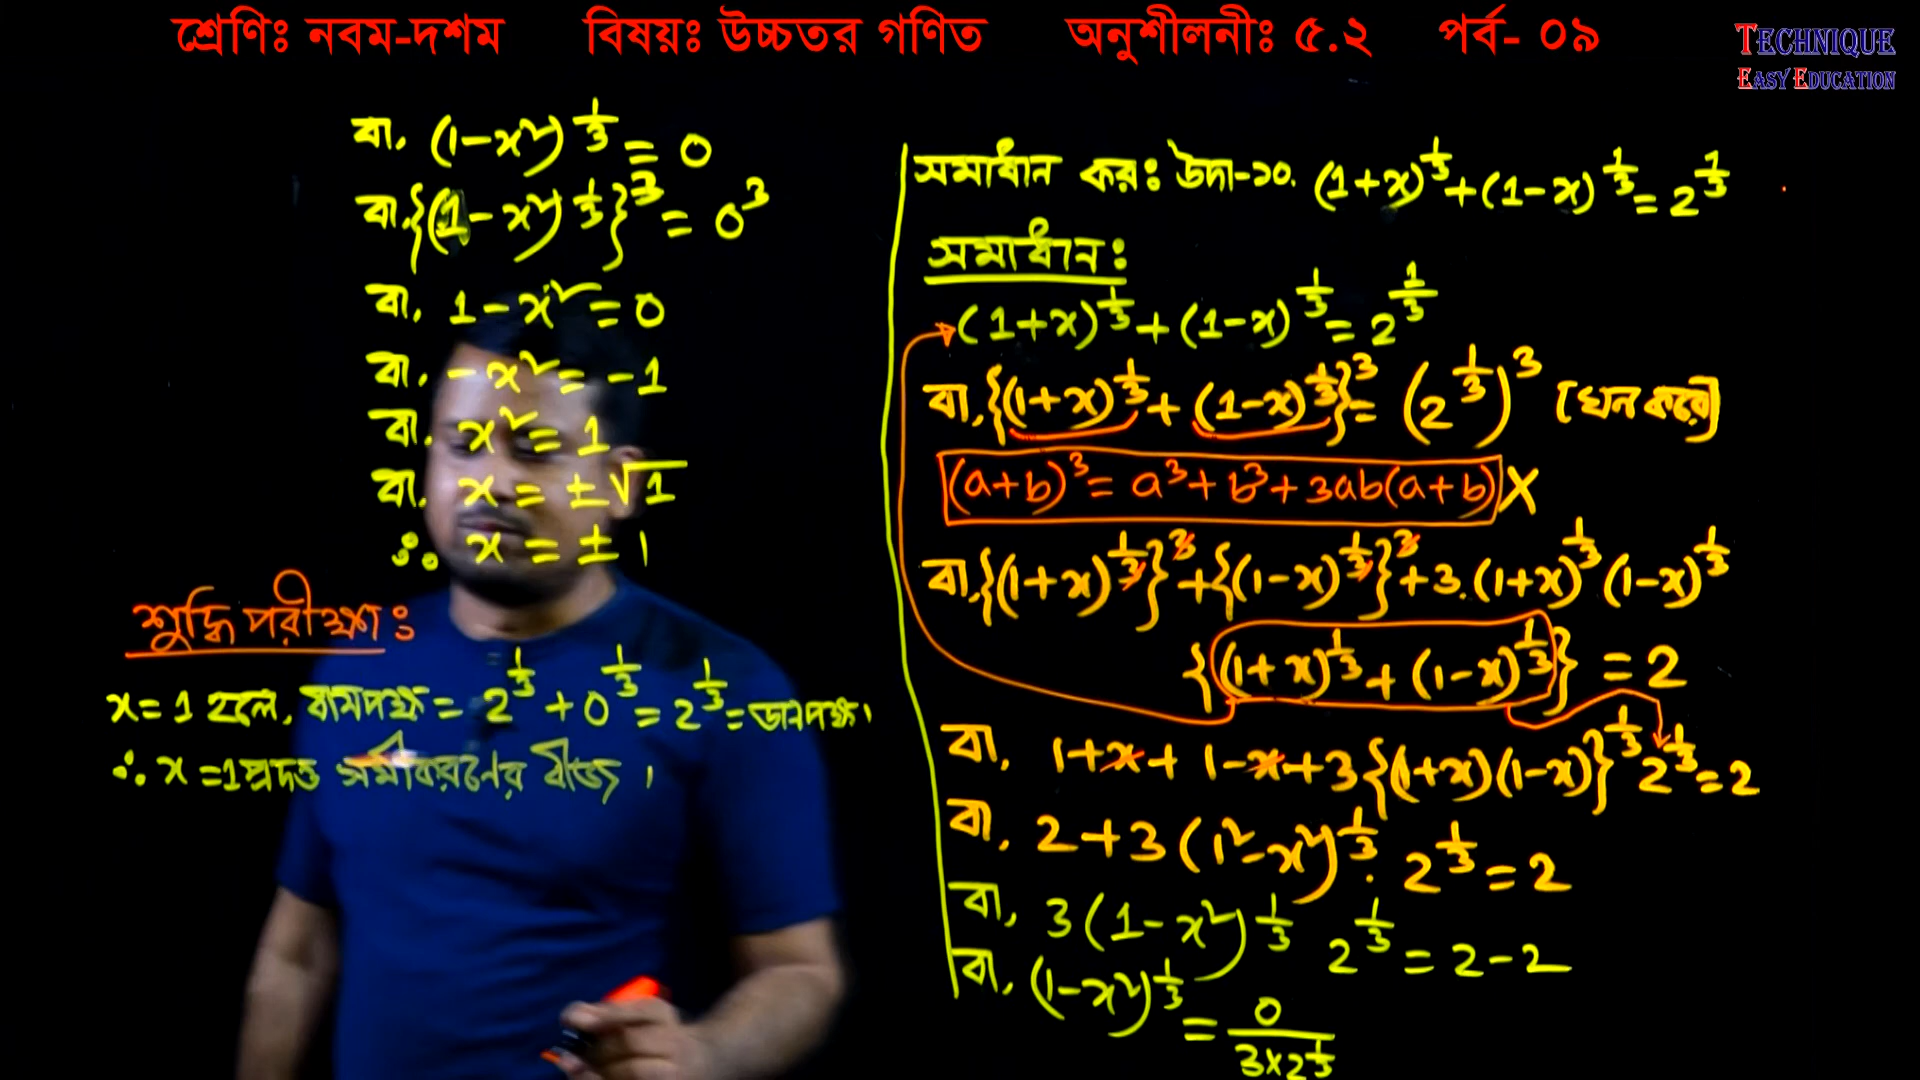 শ্রেণিঃ নবম-দশম বিষয়ঃ উচ্চতর গণিত অনুশীলনীঃ ৫.২ পর্ব- ০৯
TECHNIQUE
EASY EDUCATION
বা, (1-x²)^{1/3} = 0
বা, {(1-x²)^{1/3}}^3 = 0^3
বা, 1-x² = 0
বা, -x² = -1
বা, x² = 1
বা, x = ±√1
∴ x = ±1
শুদ্ধি পরীক্ষা ঃ
x = 1 হলে, বামপক্ষ = 2^{1/3} + 0^{1/3} = 2^{1/3} = ডানপক্ষ।
∴ x = 1 প্রদত্ত সমীকরণের বীজ।
সমাধান করঃ উদা-১০. (1+x)^{1/3} + (1-x)^{1/3} = 2^{1/3}
সমাধান ঃ
(1+x)^{1/3} + (1-x)^{1/3} = 2^{1/3}
বা, {(1+x)^{1/3} + (1-x)^{1/3}}^3 = (2^{1/3})^3 [ঘন করে]
(a+b)^3 = a^3 + b^3 + 3ab(a+b) X
বা, {(1+x)^{1/3}}^3 + {(1-x)^{1/3}}^3 + 3.(1+x)^{1/3} (1-x)^{1/3}
{(1+x)^{1/3} + (1-x)^{1/3}} = 2
বা, 1+x+1-x+3{(1+x)(1-x)}^{1/3} 2^{1/3} = 2
বা, 2+3(1²-x²)^{1/3} . 2^{1/3} = 2
বা, 3(1-x²)^{1/3} 2^{1/3} = 2-2
বা, (1-x²)^{1/3} = 0/(3×2^{1/3})